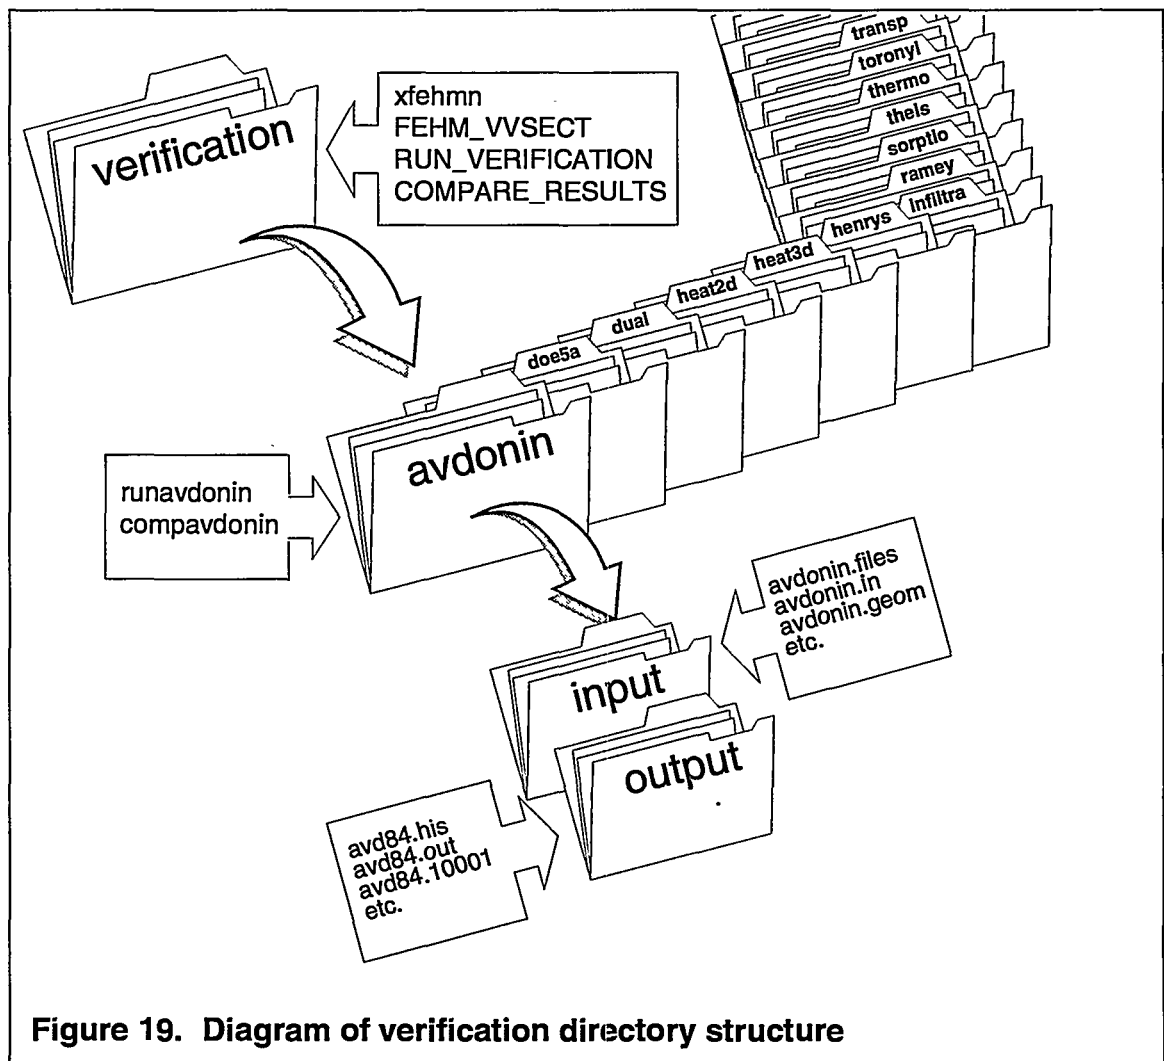 transp
toronyi
thermo
theis
sorptio
ramey
infiltra
henrys
heat3d
heat2d
dual
doe5a
verification
xfehmn
FEHM_VVSECT
RUN_VERIFICATION
COMPARE_RESULTS
avdonin
runavdonin
compavdonin
avdonin.files
avdonin.in
avdonin.geom
etc.
input
output
avd84.his
avd84.out
avd84.10001
etc.
Figure 19. Diagram of verification directory structure